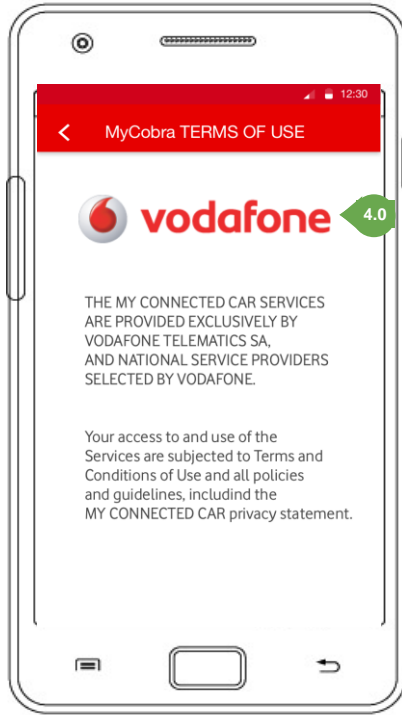 12:30
MyCobra TERMS OF USE
vodafone
4.0
THE MY CONNECTED CAR SERVICES
ARE PROVIDED EXCLUSIVELY BY
VODAFONE TELEMATICS SA,
AND NATIONAL SERVICE PROVIDERS
SELECTED BY VODAFONE.
Your access to and use of the
Services are subjected to Terms and
Conditions of Use and all policies
and guidelines, includind the
MY CONNECTED CAR privacy statement.